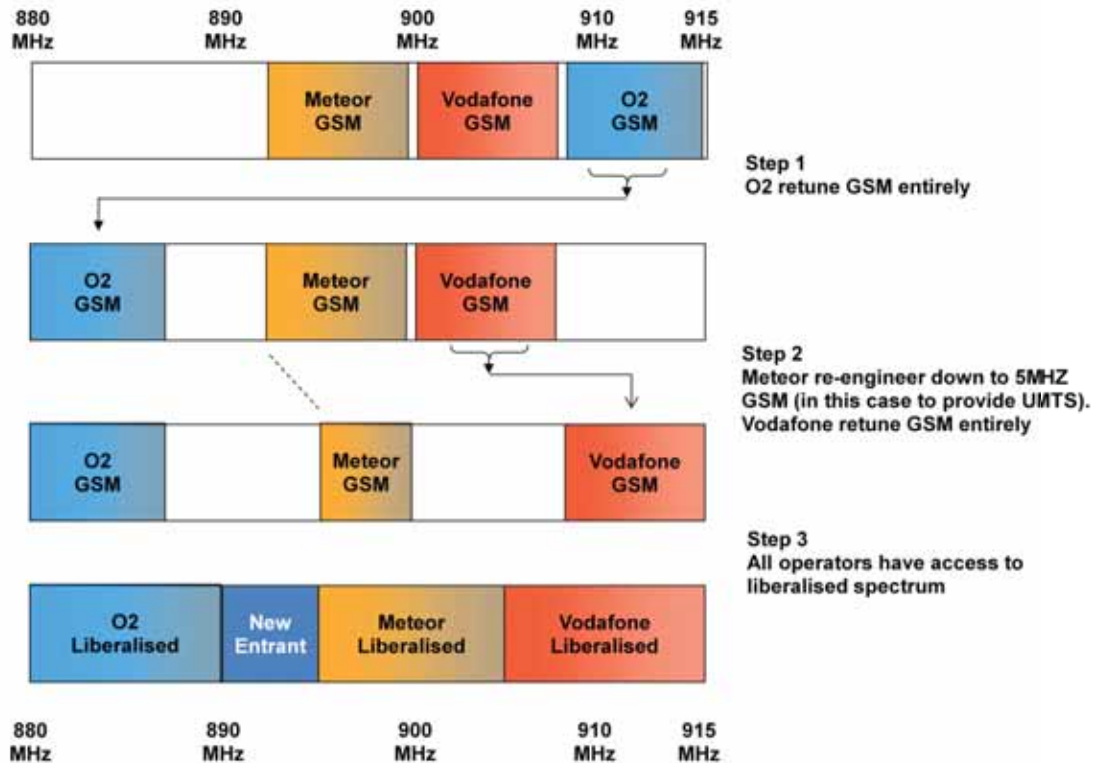 880 MHz
890 MHz
900 MHz
910 MHz
915 MHz
Meteor
GSM
Vodafone
GSM
O2
GSM
Step 1
O2 retune GSM entirely
O2
GSM
Meteor
GSM
Vodafone
GSM
Step 2
Meteor re-engineer down to 5MHZ
GSM (in this case to provide UMTS).
Vodafone retune GSM entirely
O2
GSM
Meteor
GSM
Vodafone
GSM
Step 3
All operators have access to
liberalised spectrum
O2
Liberalised
New
Entrant
Meteor
Liberalised
Vodafone
Liberalised
880 MHz
890 MHz
900 MHz
910 MHz
915 MHz